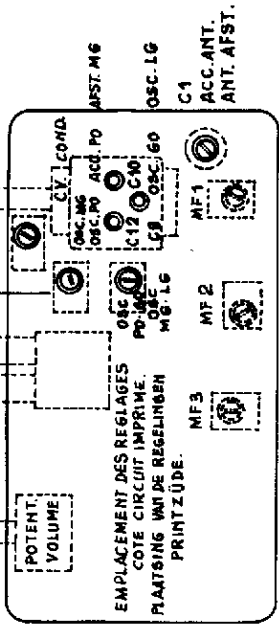 POTENT.
VOLUME
EMPLACEMENT DES REGLAGES
COTE CIRCUIT IMPRIME.
PLAATSING VAN DE REGELINGEN
PRINTZÜDE.
MF3
MF2
MF1
OSC
PO.GO
OSC
MG LG
C.V. COND.
OSC.MG
OSC.PO
ACC.PO
C12
C10
C9
OSC.GO
AFST.MG
OSC.LG
C1
ACC.ANT.
ANT. AFST.